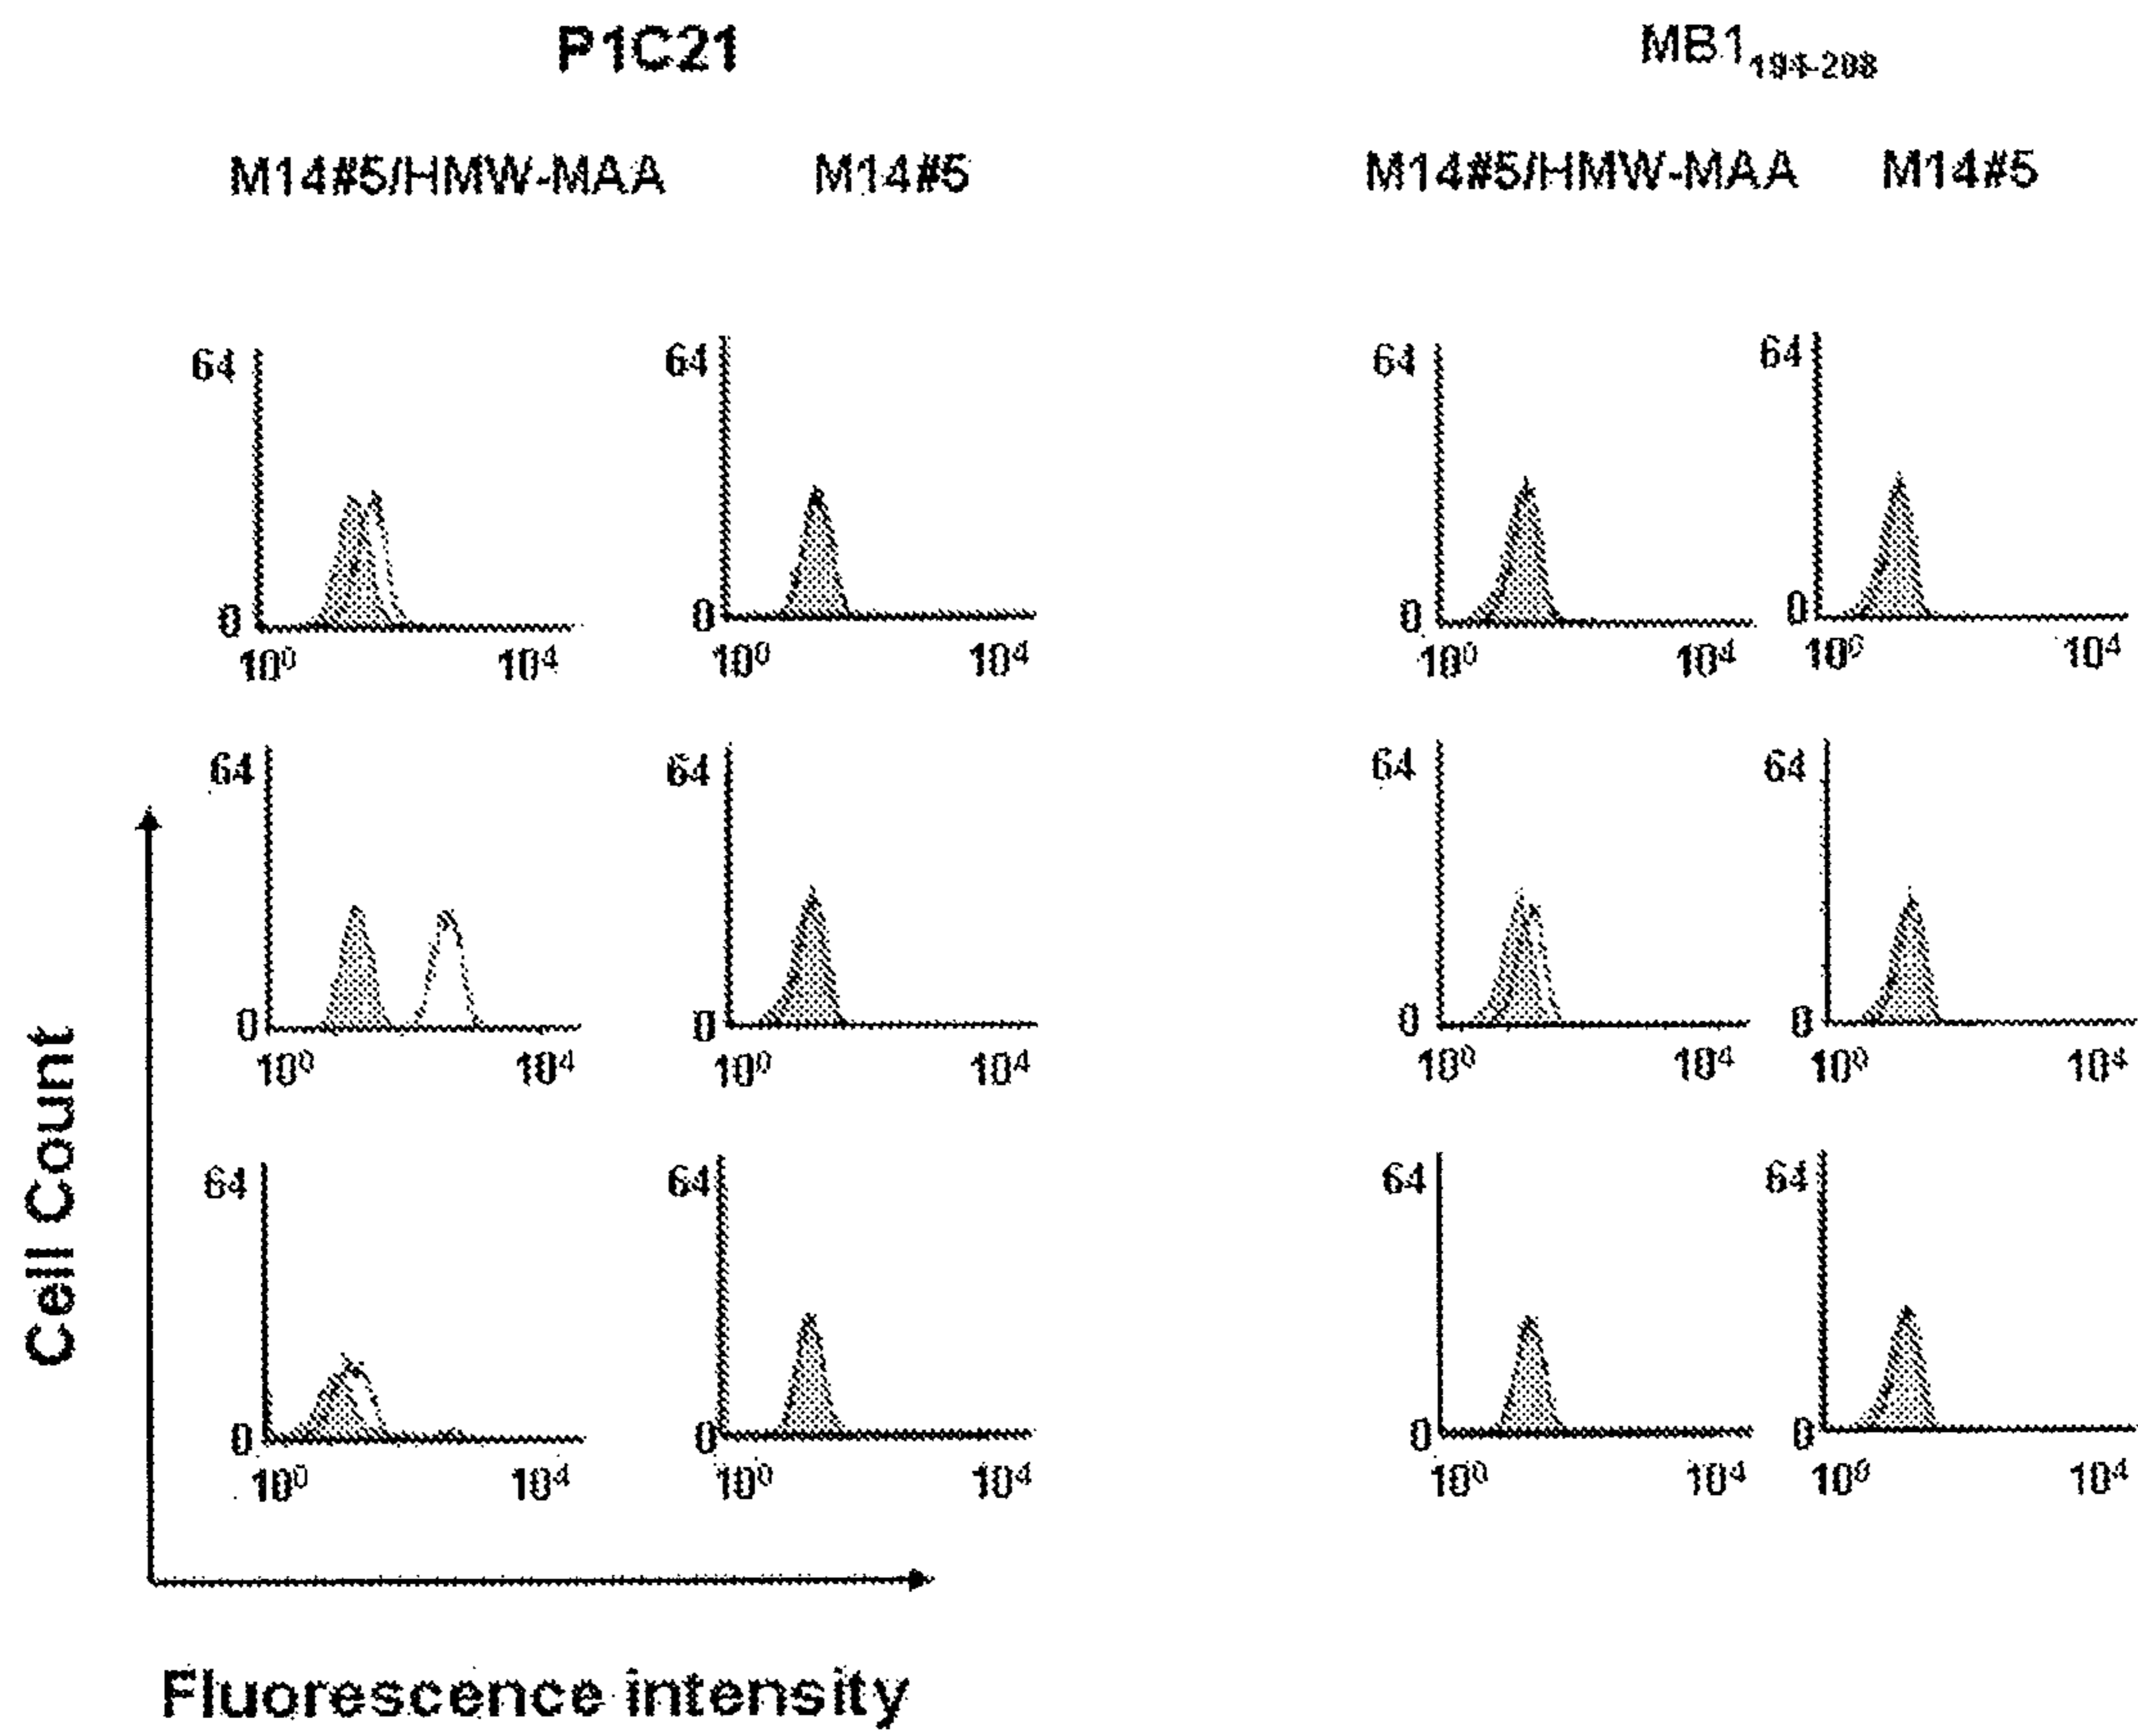 P1C21 MB1₁₉₄₋₂₀₈
M14#5/HMW-MAA M14#5 M14#5/HMW-MAA M14#5
64 64 64 64
0 0 0 0
10⁰ 10⁴ 10⁰ 10⁴ 10⁰ 10⁴ 10⁰ 10⁴
64 64 64 64
0 0 0 0
10⁰ 10⁴ 10⁰ 10⁴ 10⁰ 10⁴ 10⁰ 10⁴
64 64 64 64
0 0 0 0
10⁰ 10⁴ 10⁰ 10⁴ 10⁰ 10⁴ 10⁰ 10⁴
Cell Count
Fluorescence intensity